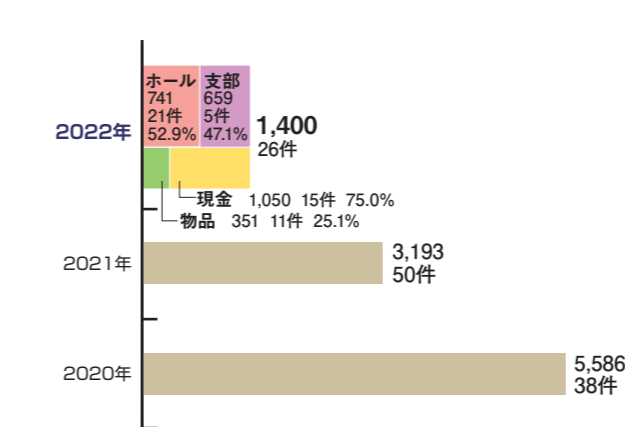 ホール 支部
741 659
21件 5件
52.9% 47.1%
2022年
1,400
26件
現金 1,050 15件 75.0%
物品 351 11件 25.1%
2021年
3,193
50件
2020年
5,586
38件